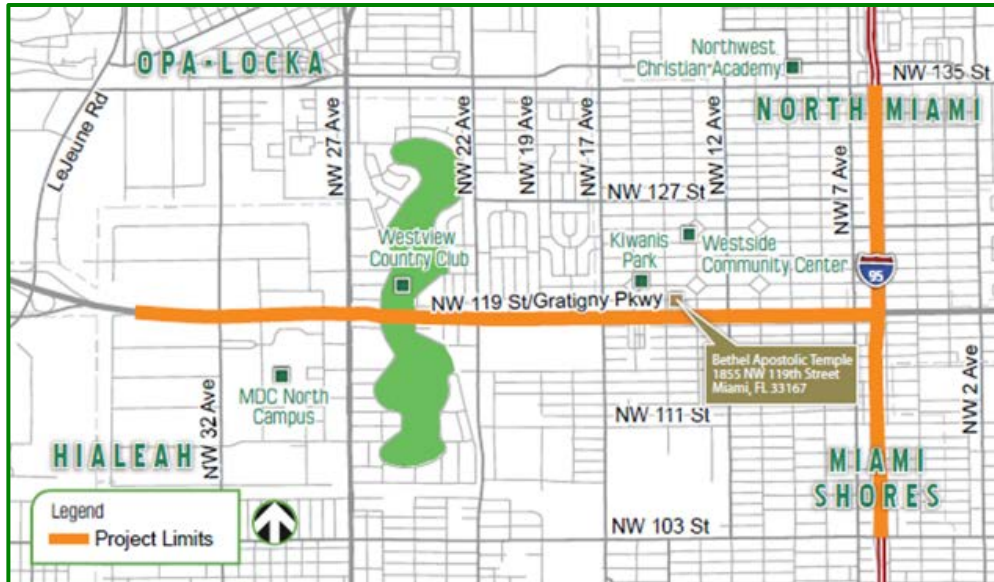 OPA-LOCKA
Northwest
Christian Academy
NW 135 St
NORTH MIAMI
LeJeune Rd
NW 27 Ave
NW 22 Ave
NW 19 Ave
NW 17 Ave
NW 12 Ave
NW 7 Ave
NW 127 St
Westview
Country Club
Kiwanis
Park
Westside
Community Center
95
NW 119 St/Gratigny Pkwy
Bethel Apostolic Temple
1855 NW 119th Street
Miami, FL 33167
MDC North
Campus
NW 32 Ave
NW 111 St
NW 2 Ave
HIALEAH
MIAMI
SHORES
NW 103 St
Legend
Project Limits